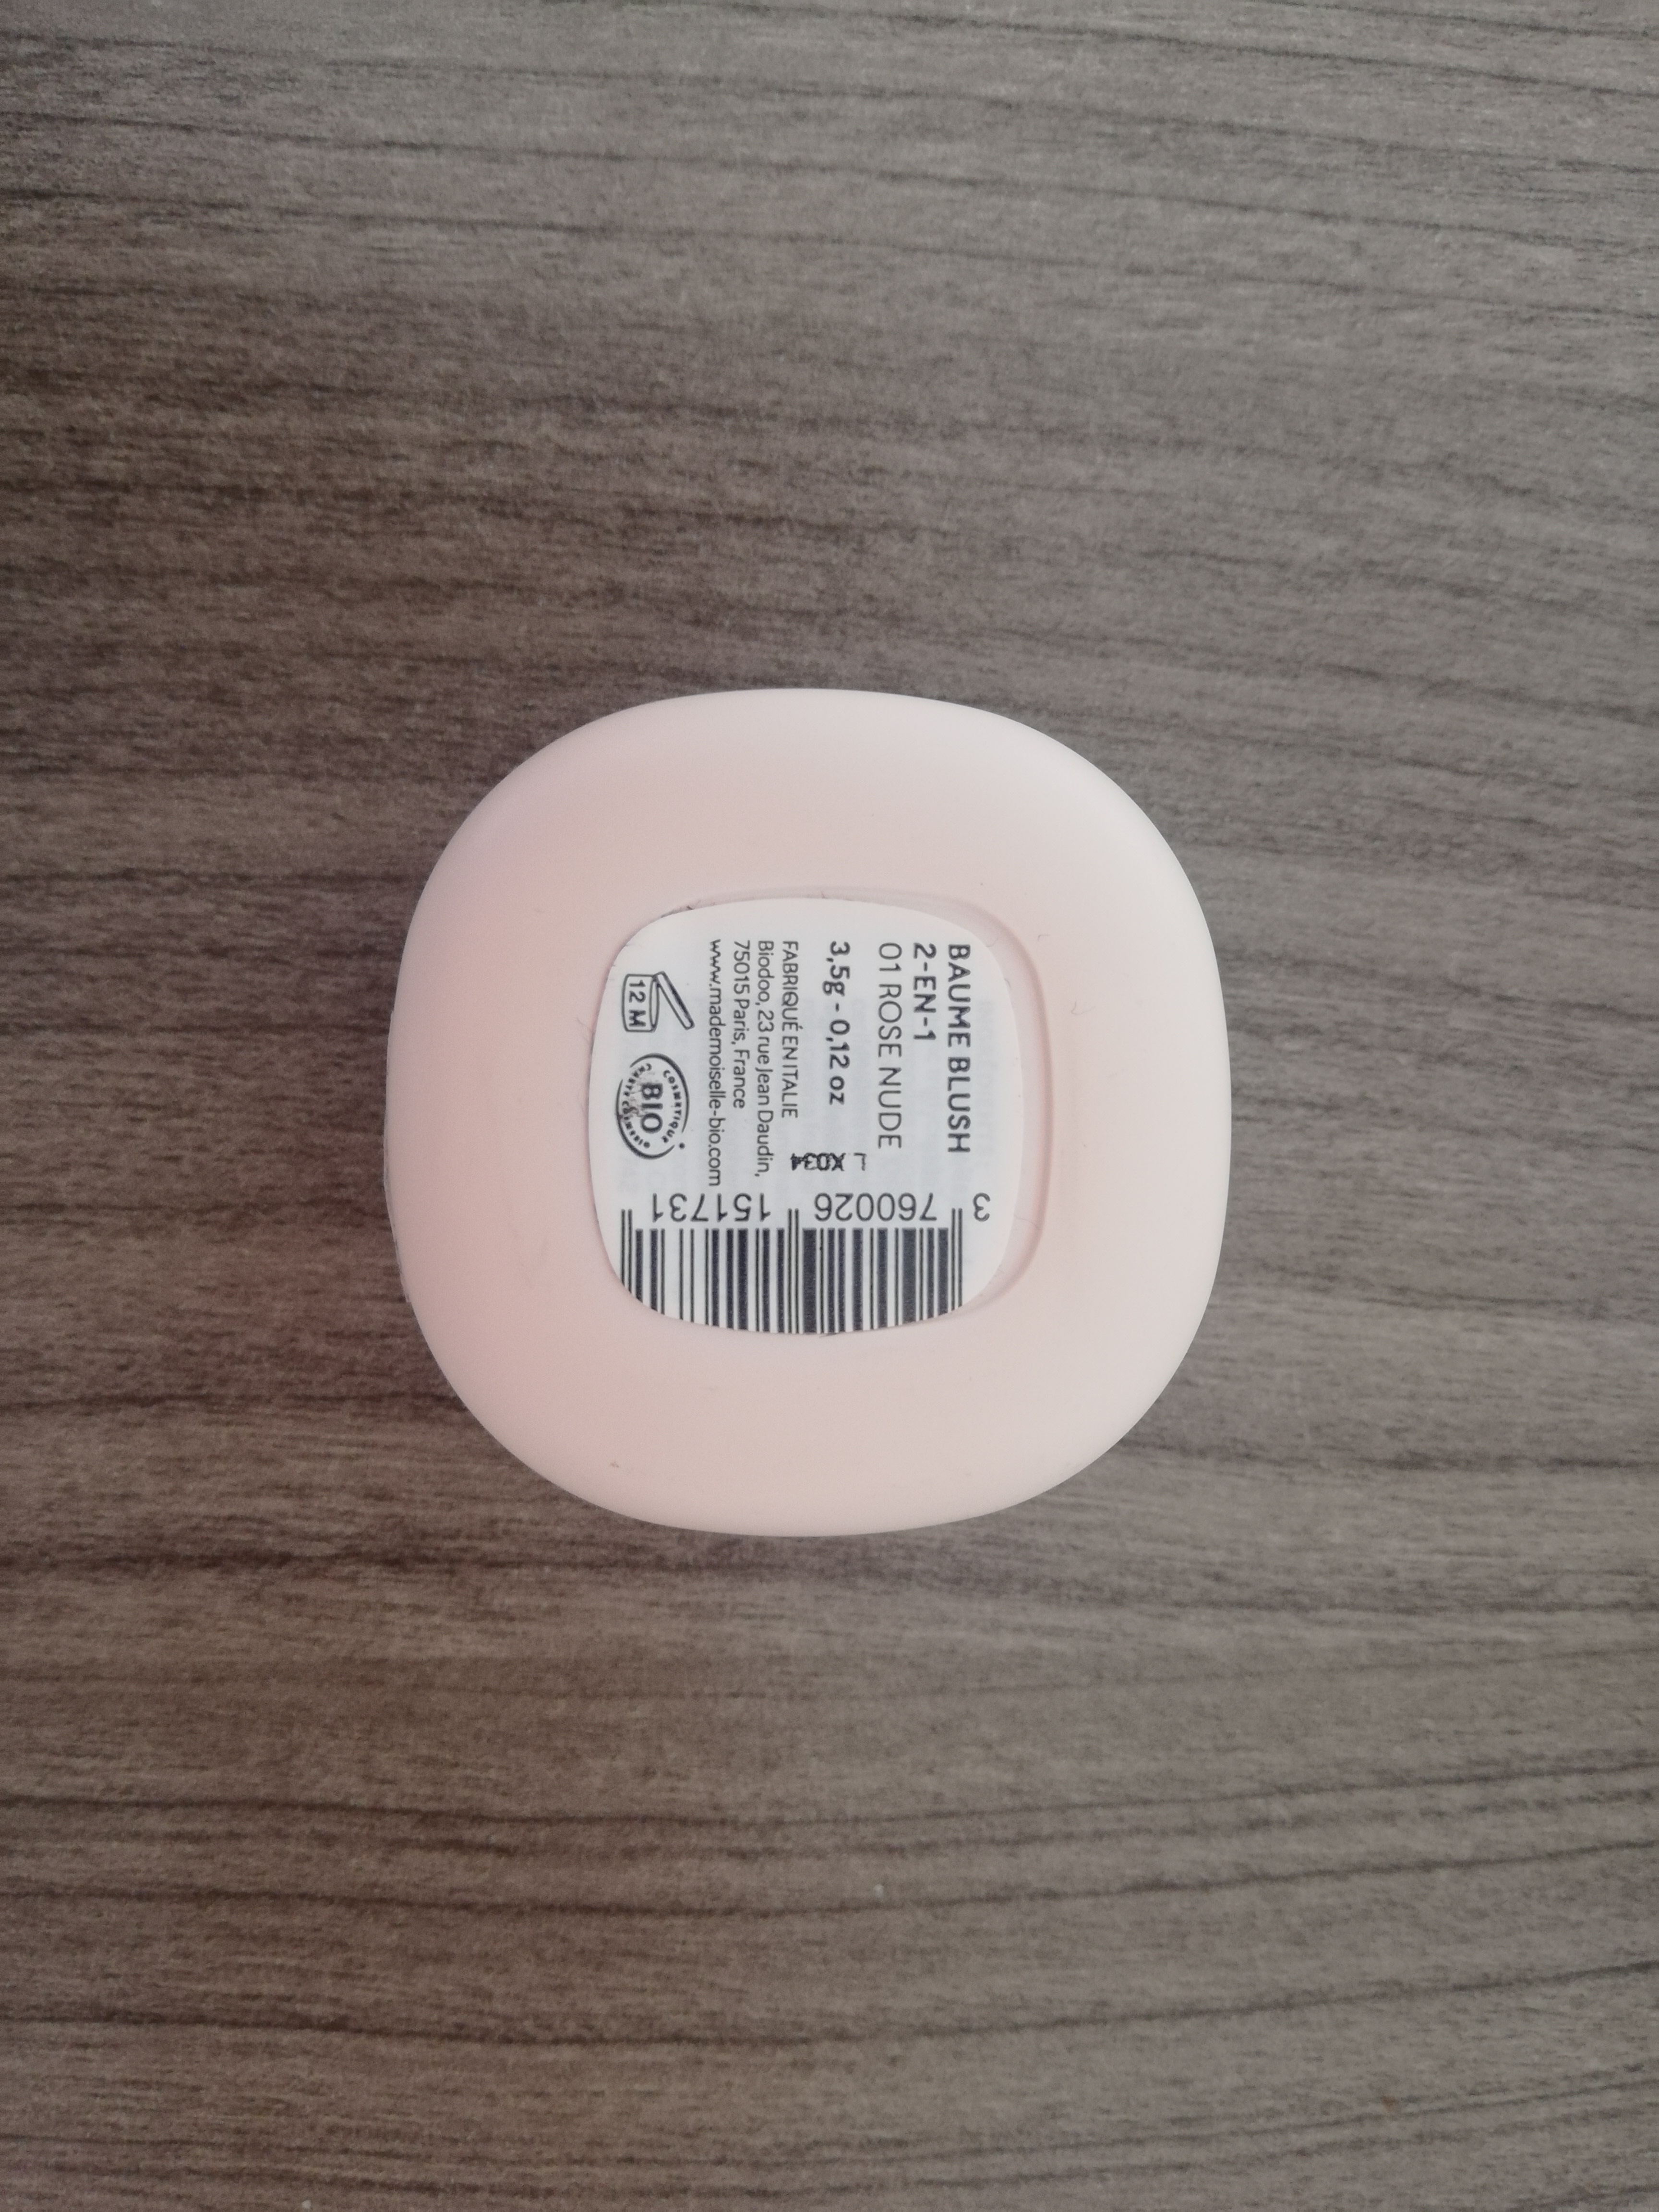 BAUME BLUSH
2-EN-1
01 ROSE NUDE
3,5g - 0,12 oz
L
FABRIQUÉ EN ITALIE
Biodoo, 23 rue Jean Daudin,
75015 Paris, France
www.mademoiselle-bio.com
12 M
COSMETIQUE
BIO
3 760026 151731